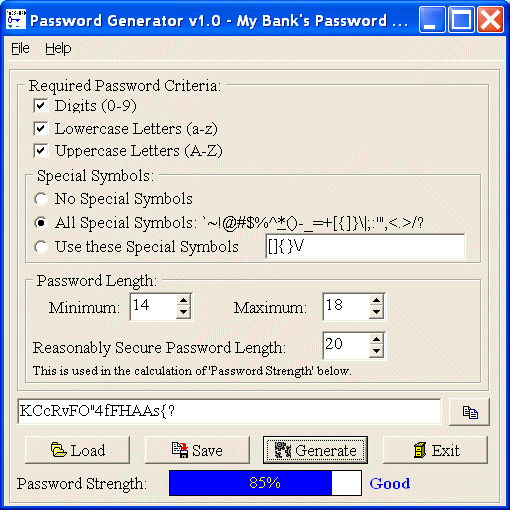 Password Generator v1.0 - My Bank's Password ...
File Help
Required Password Criteria:
Digits (0-9)
Lowercase Letters (a-z)
Uppercase Letters (A-Z)
Special Symbols:
No Special Symbols
All Special Symbols: `~!@#$%^*()-_=+[{]}\|;:'",<.>/?
Use these Special Symbols []{}\/
Password Length:
Minimum: 14 Maximum: 18
Reasonably Secure Password Length: 20
This is used in the calculation of 'Password Strength' below.
KCcRvFO"4fFHAAs{?
Load Save Generate Exit
Password Strength: 85% Good